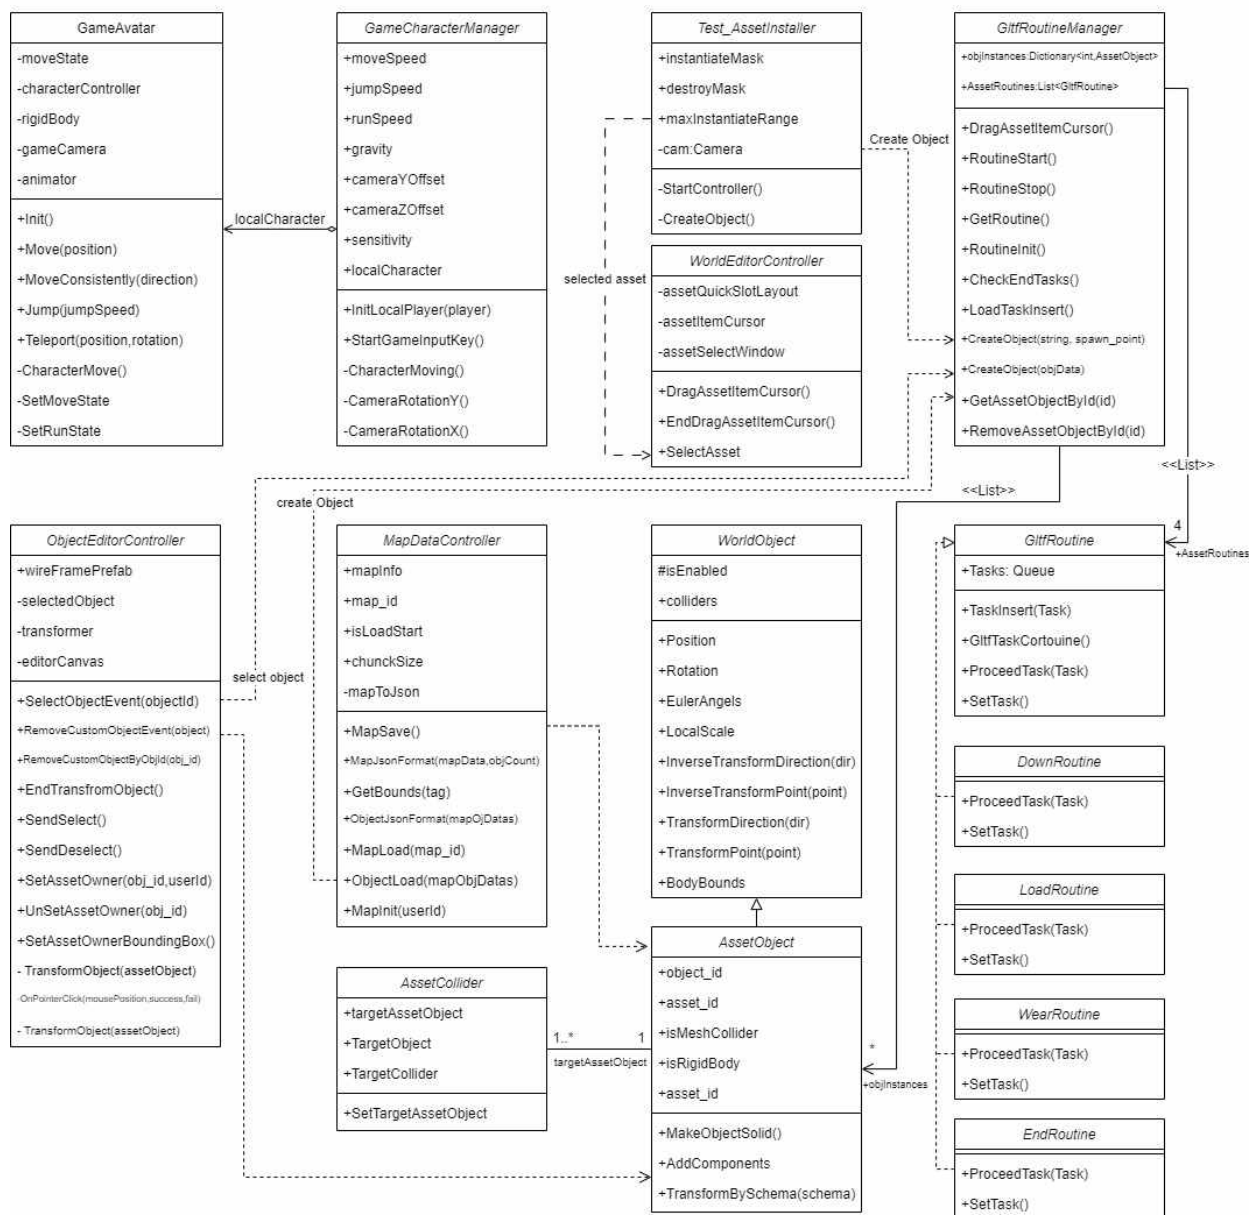 GameAvatar
-moveState
-characterController
-rigidBody
-gameCamera
-animator
+Init()
+Move(position)
+MoveConsistently(direction)
+Jump(jumpSpeed)
+Teleport(position,rotation)
-CharacterMove()
-SetMoveState
-SetRunState
localCharacter
GameCharacterManager
+moveSpeed
+jumpSpeed
+runSpeed
+gravity
+cameraYOffset
+cameraZOffset
+sensitivity
+localCharacter
+InitLocalPlayer(player)
+StartGameInputKey()
-CharacterMoving()
-CameraRotationY()
-CameraRotationX()
Test_AssetInstaller
+instantiateMask
+destroyMask
+maxInstantiateRange
-cam:Camera
-StartController()
-CreateObject()
selected asset
WorldEditorController
-assetQuickSlotLayout
-assetItemCursor
-assetSelectWindow
+DragAssetItemCursor()
+EndDragAssetItemCursor()
+SelectAsset
Create Object
GltfRoutineManager
+objInstances:Dictionary<int,AssetObject>
+AssetRoutines:List<GltfRoutine>
+DragAssetItemCursor()
+RoutineStart()
+RoutineStop()
+GetRoutine()
+RoutineInit()
+CheckEndTasks()
+LoadTaskInsert()
+CreateObject(string, spawn_point)
+CreateObject(objData)
+GetAssetObjectById(id)
+RemoveAssetObjectById(id)
<<List>>
<<List>>
create Object
ObjectEditorController
+wireFramePrefab
-selectedObject
-transformer
-editorCanvas
+SelectObjectEvent(objectId)
+RemoveCustomObjectEvent(object)
+RemoveCustomObjectByObjId(obj_id)
+EndTransfromObject()
+SendSelect()
+SendDeselect()
+SetAssetOwner(obj_id,userId)
+UnSetAssetOwner(obj_id)
+SetAssetOwnerBoundingBox()
- TransformObject(assetObject)
-OnPointerClick(mousePosition,success,fail)
- TransformObject(assetObject)
select object
MapDataController
+mapInfo
+map_id
+isLoadStart
+chunckSize
-mapToJson
+MapSave()
+MapJsonFormat(mapData,objCount)
+GetBounds(tag)
+ObjectJsonFormat(mapOjDatas)
+MapLoad(map_id)
+ObjectLoad(mapObjDatas)
+MapInit(userId)
WorldObject
#isEnabled
+colliders
+Position
+Rotation
+EulerAngels
+LocalScale
+InverseTransformDirection(dir)
+InverseTransformPoint(point)
+TransformDirection(dir)
+TransformPoint(point)
+BodyBounds
4
+AssetRoutines
GltfRoutine
+Tasks: Queue
+TaskInsert(Task)
+GltfTaskCortouine()
+ProceedTask(Task)
+SetTask()
DownRoutine
+ProceedTask(Task)
+SetTask()
LoadRoutine
+ProceedTask(Task)
+SetTask()
WearRoutine
+ProceedTask(Task)
+SetTask()
EndRoutine
+ProceedTask(Task)
+SetTask()
AssetCollider
+targetAssetObject
+TargetObject
+TargetCollider
+SetTargetAssetObject
1..*
1
targetAssetObject
AssetObject
+object_id
+asset_id
+isMeshCollider
+isRigidBody
+asset_id
+MakeObjectSolid()
+AddComponents
+TransformBySchema(schema)
*
+objInstances